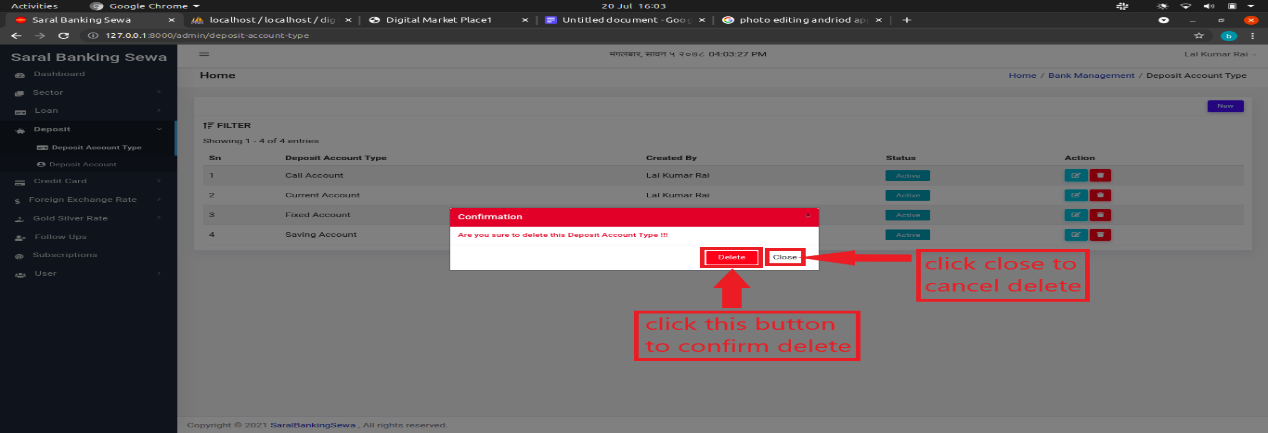 Activities Google Chrome 20 Jul 16:03
Saral Banking Sewa localhost / localhost / dig Digital Market Place1 Untitled document - Goog photo editing andriod ap
127.0.0.1:8000/admin/deposit-account-type b
Saral Banking Sewa मंगलबार, सावन ५ २०७८ 04:03:27 PM Lal Kumar Rai
Home Home / Bank Management / Deposit Account Type
Dashboard
Sector
Loan
Deposit
Deposit Account Type
Deposit Account
Credit Card
Foreign Exchange Rate
Gold Silver Rate
Follow Ups
Subscriptions
User
New
FILTER
Showing 1 - 4 of 4 entries
Sn Deposit Account Type Created By Status Action
1 Call Account Lal Kumar Rai Active
2 Current Account Lal Kumar Rai Active
3 Fixed Account Active
4 Saving Account Active
Confirmation
Are you sure to delete this Deposit Account Type !!!
Delete Close
click close to
cancel delete
click this button
to confirm delete
Copyright © 2021 SaralBankingSewa , All rights reserved.